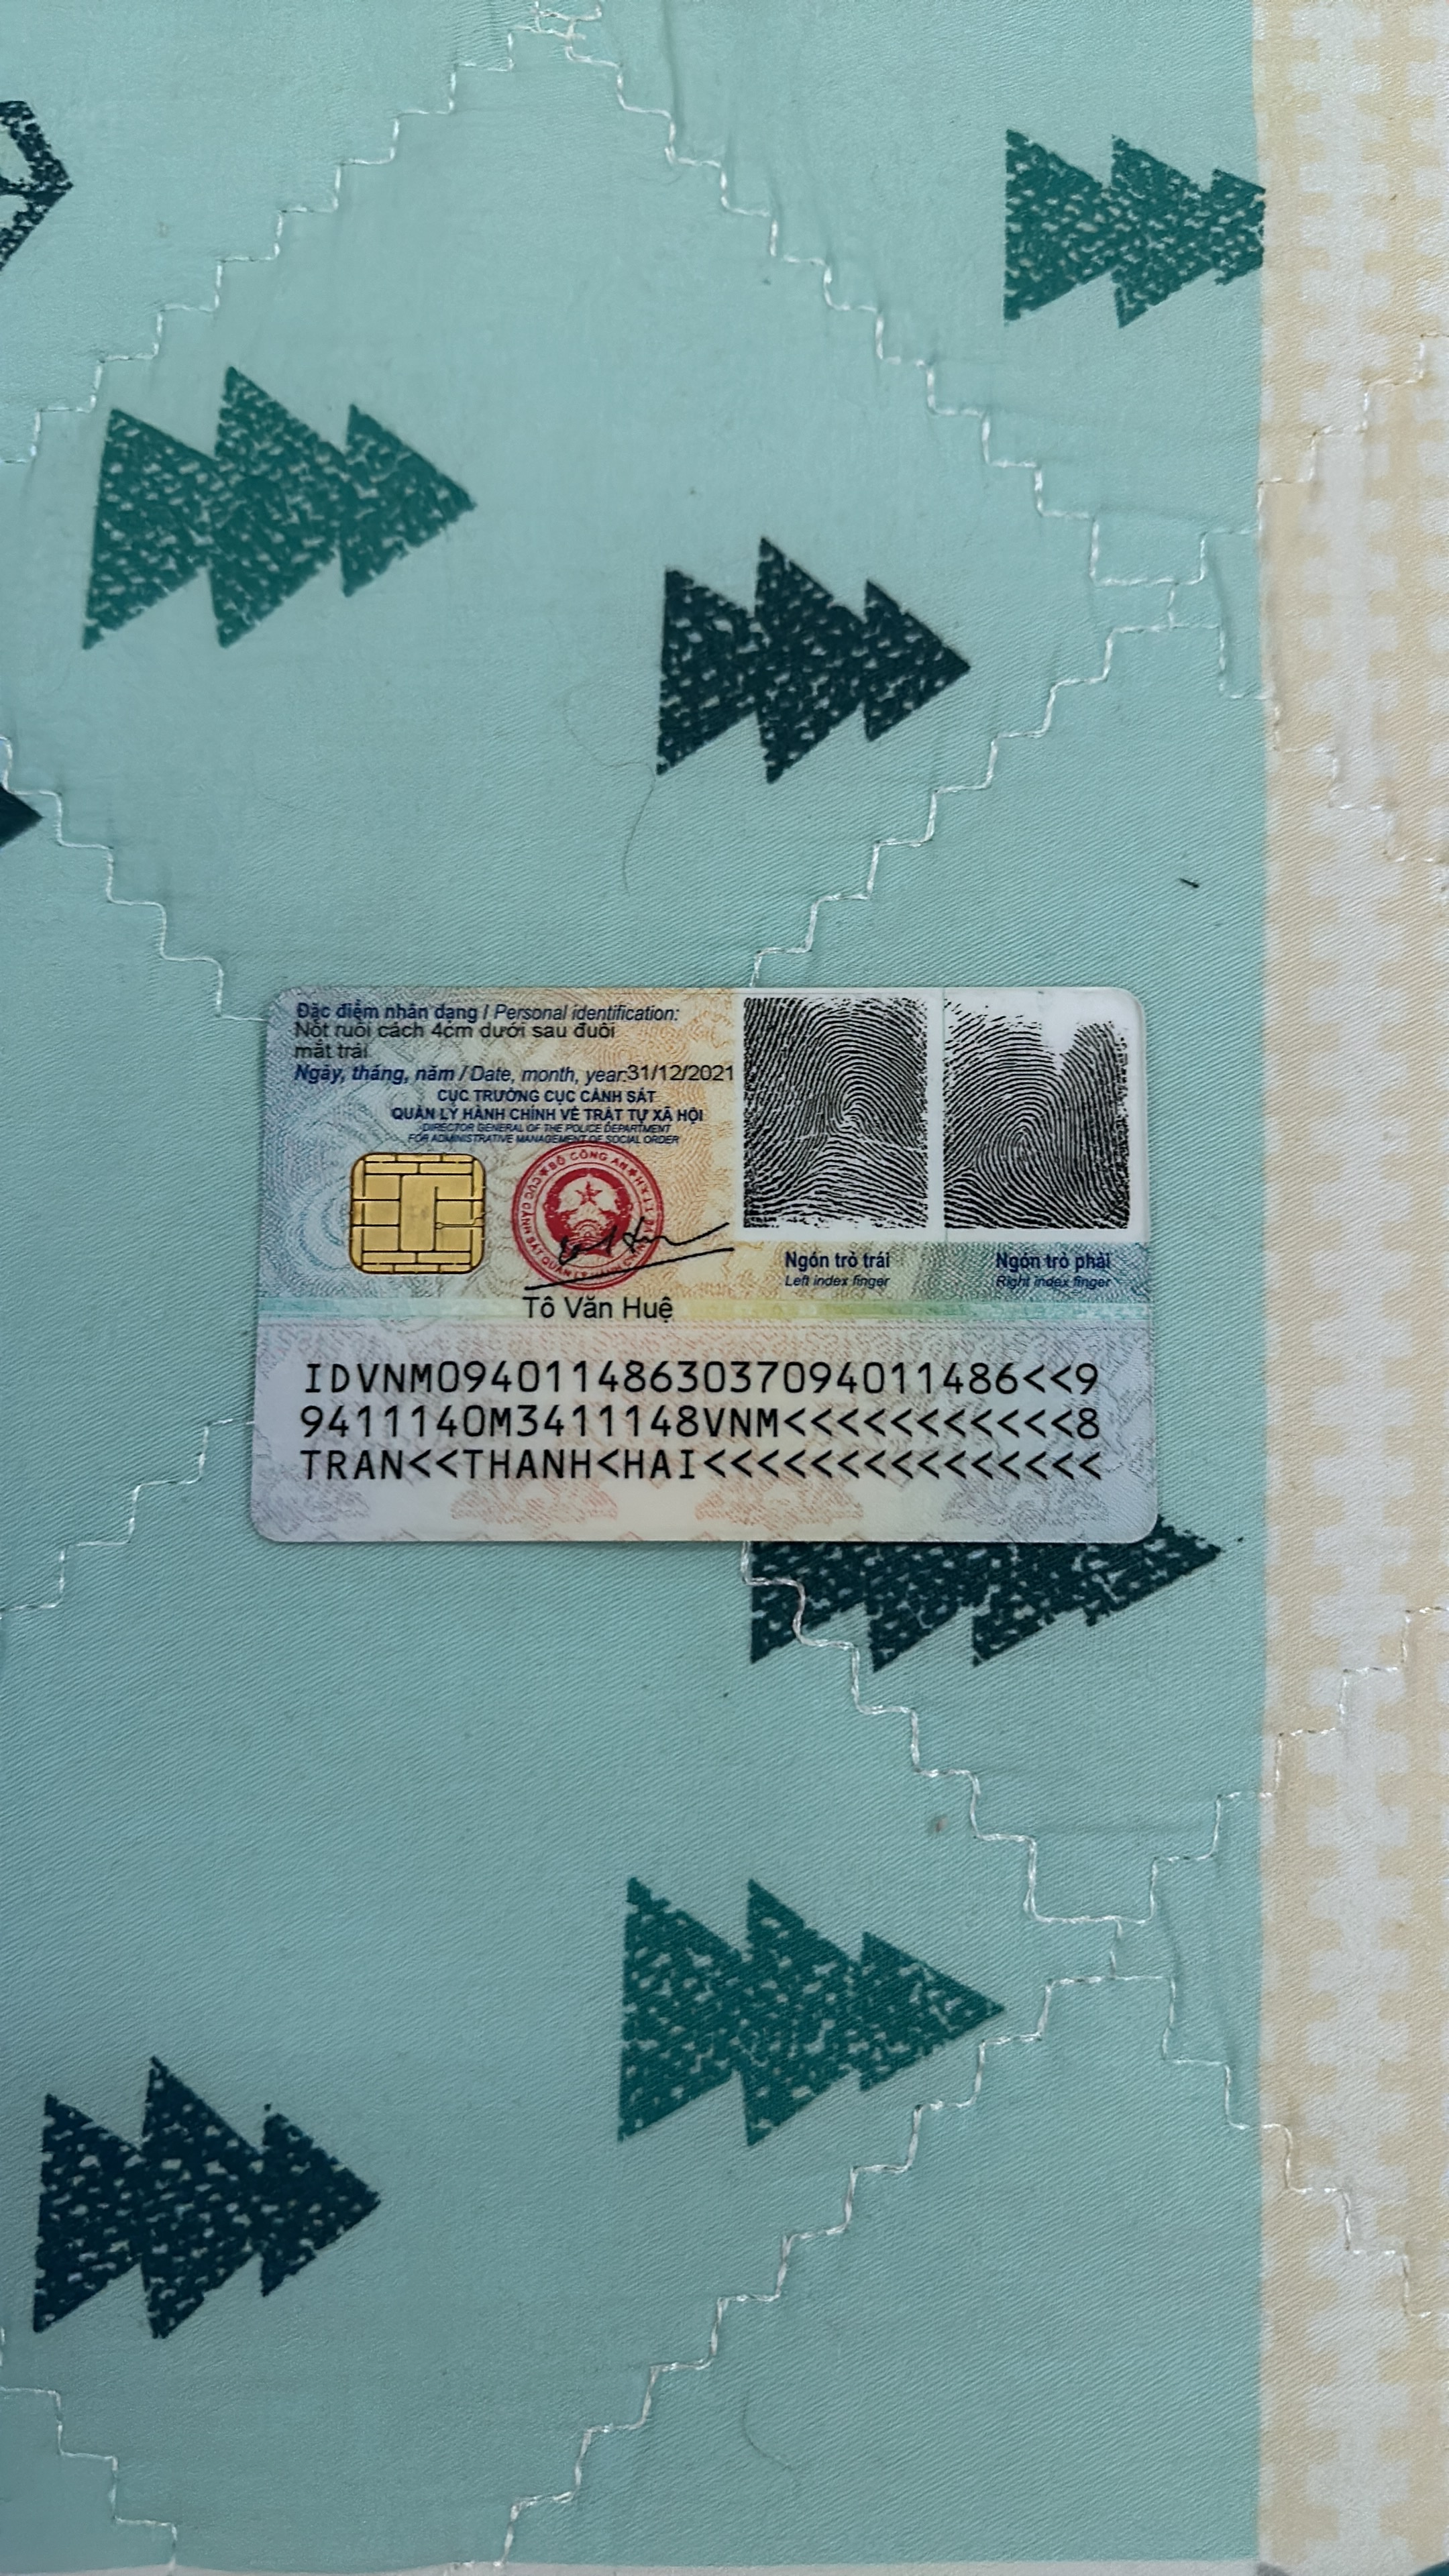 Đặc điểm nhân dạng / Personal identification:
Nốt ruồi cách 4cm dưới sau đuôi
mắt trái
Ngày, tháng, năm / Date, month, year:31/12/2021
CỤC TRƯỞNG CỤC CẢNH SÁT
QUẢN LÝ HÀNH CHÍNH VỀ TRẬT TỰ XÃ HỘI
DIRECTOR GENERAL OF THE POLICE DEPARTMENT
FOR ADMINISTRATIVE MANAGEMENT OF SOCIAL ORDER
BỘ CÔNG AN
Tô Văn Huệ
Ngón trỏ trái
Left index finger
Ngón trỏ phải
Right index finger
IDVNM0940114863037094011486<<9
9411140M3411148VNM<<<<<<<<<<<8
TRAN<<THANH<HAI<<<<<<<<<<<<<<<